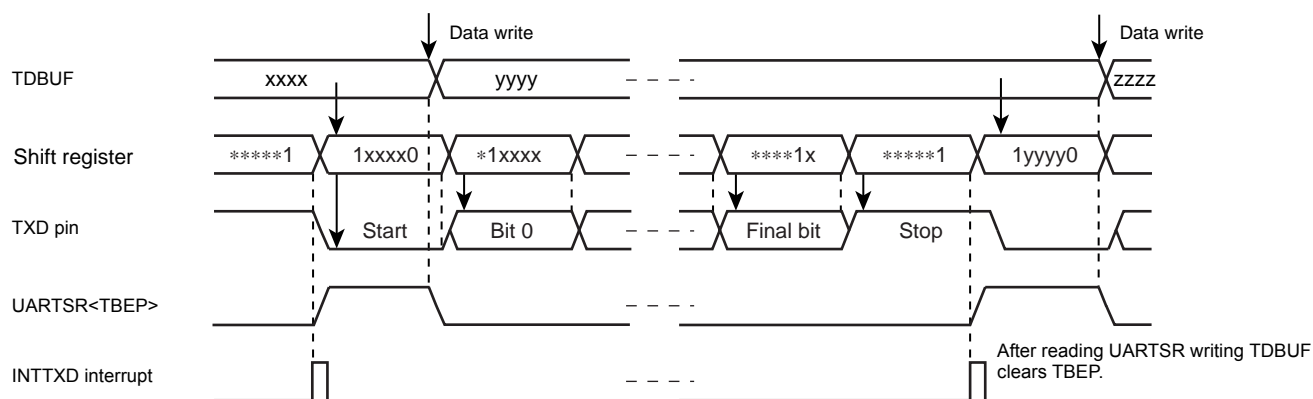 Data write
Data write
TDBUF
xxxx
yyyy
zzzz
Shift register
*****1
1xxxx0
*1xxxx
****1x
*****1
1yyyy0
TXD pin
Start
Bit 0
Final bit
Stop
UARTSR<TBEP>
INTTXD interrupt
After reading UARTSR writing TDBUF
clears TBEP.